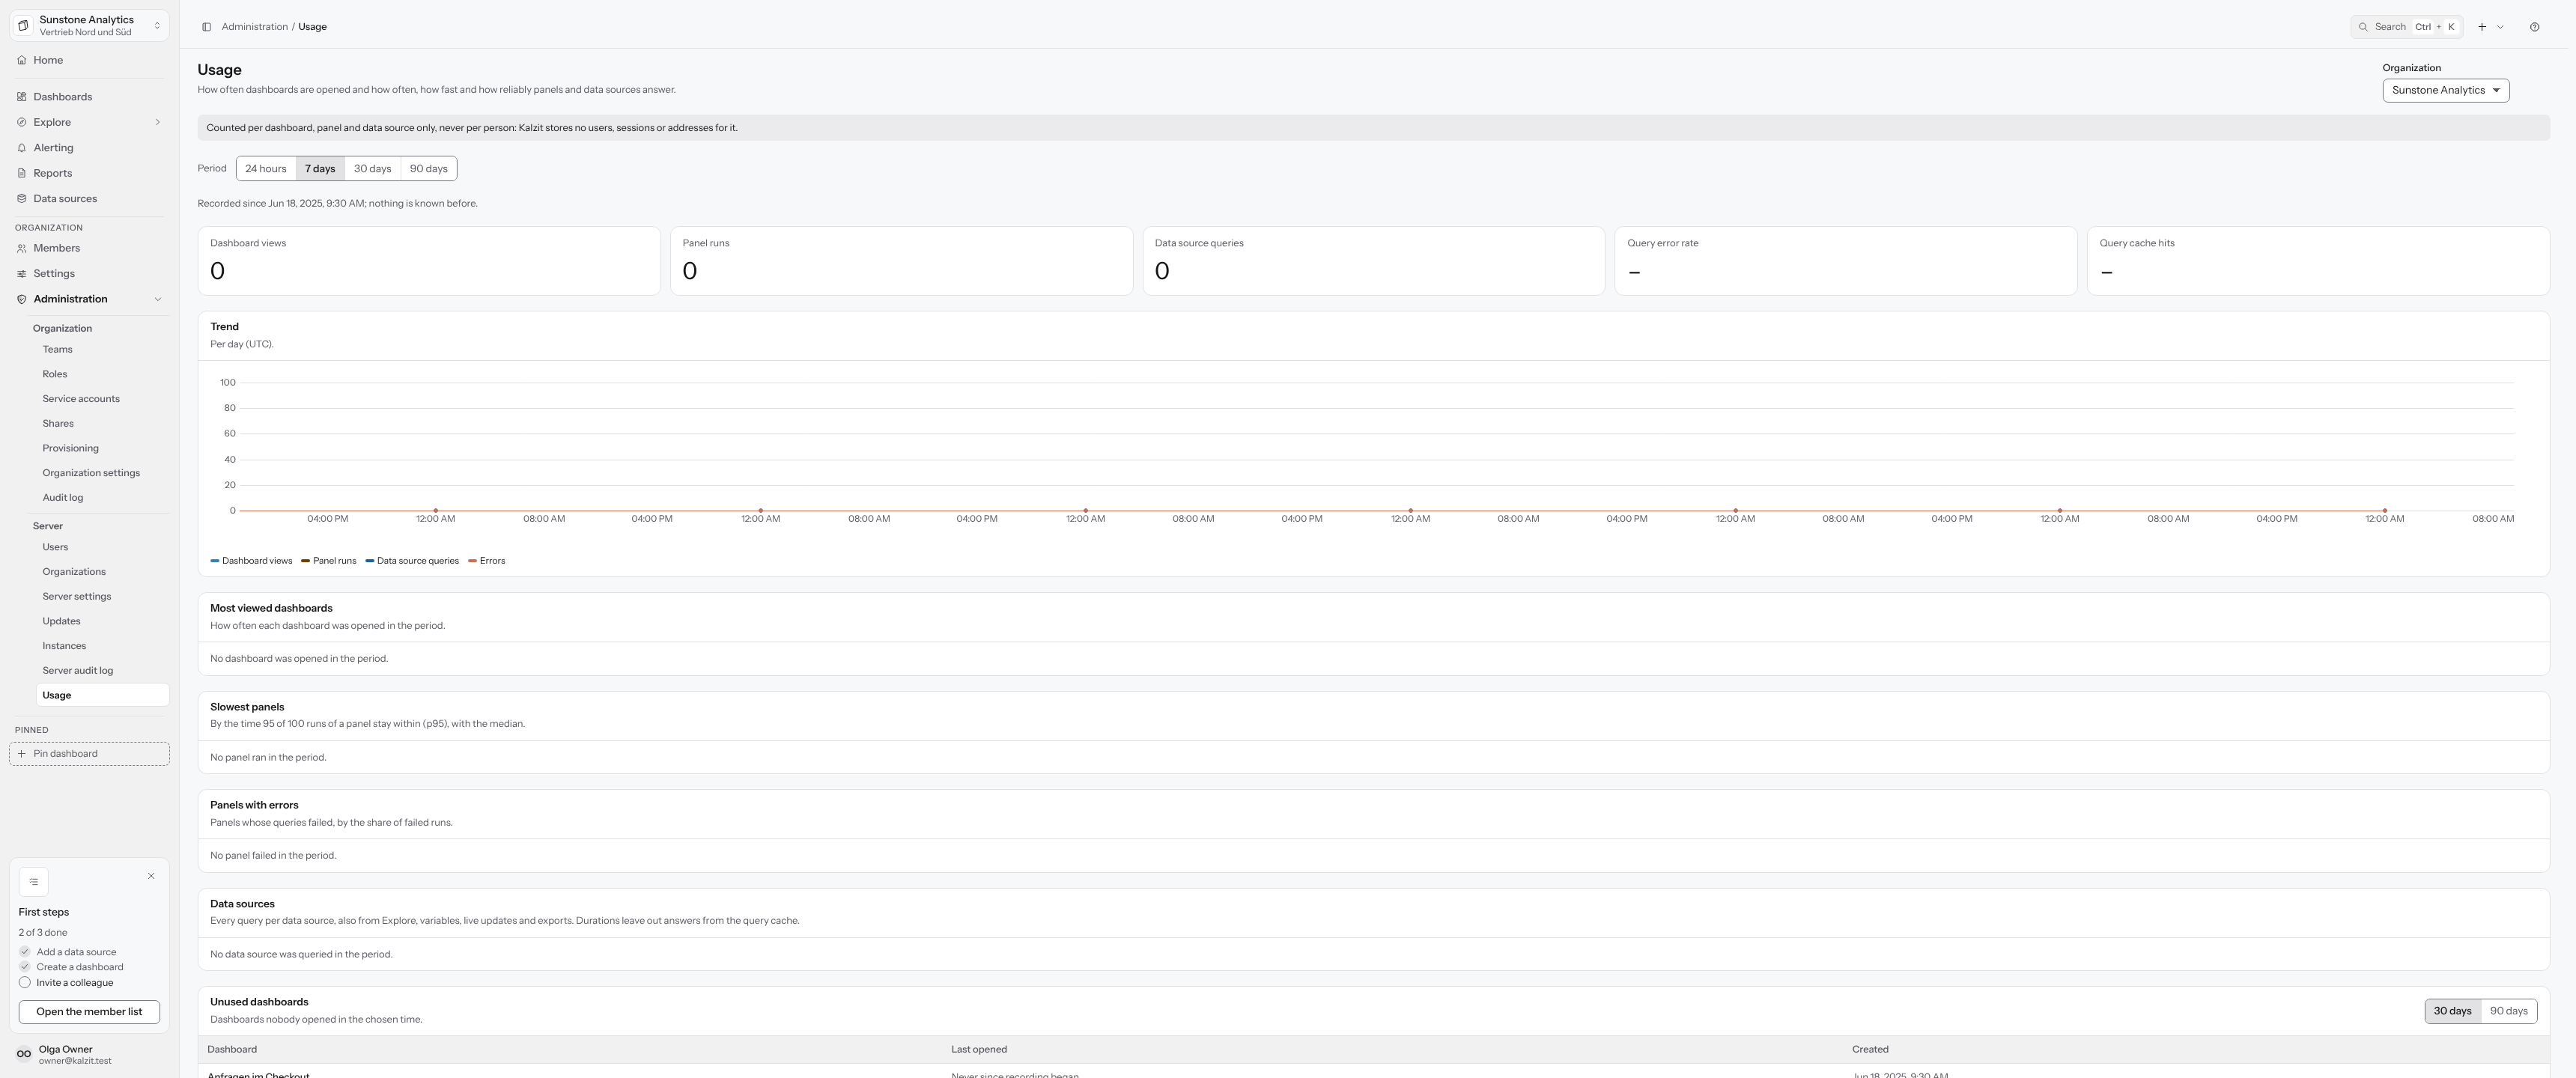 Sunstone Analytics
Vertrieb Nord und Süd
Home
Dashboards
Explore
Alerting
Reports
Data sources
ORGANIZATION
Members
Settings
Administration
Organization
Teams
Roles
Service accounts
Shares
Provisioning
Organization settings
Audit log
Server
Users
Organizations
Server settings
Updates
Instances
Server audit log
Usage
PINNED
Pin dashboard
First steps
2 of 3 done
Add a data source
Create a dashboard
Invite a colleague
Open the member list
OO
Olga Owner
owner@kalzit.test
Administration / Usage
Search Ctrl + K
Usage
How often dashboards are opened and how often, how fast and how reliably panels and data sources answer.
Organization
Sunstone Analytics
Counted per dashboard, panel and data source only, never per person: Kalzit stores no users, sessions or addresses for it.
Period 24 hours 7 days 30 days 90 days
Recorded since Jun 18, 2025, 9:30 AM; nothing is known before.
Dashboard views
0
Panel runs
0
Data source queries
0
Query error rate
–
Query cache hits
–
Trend
Per day (UTC).
100
80
60
40
20
0
04:00 PM 12:00 AM 08:00 AM 04:00 PM 12:00 AM 08:00 AM 04:00 PM 12:00 AM 08:00 AM 04:00 PM 12:00 AM 08:00 AM 04:00 PM 12:00 AM 08:00 AM 04:00 PM 12:00 AM 08:00 AM 04:00 PM 12:00 AM 08:00 AM
Dashboard views Panel runs Data source queries Errors
Most viewed dashboards
How often each dashboard was opened in the period.
No dashboard was opened in the period.
Slowest panels
By the time 95 of 100 runs of a panel stay within (p95), with the median.
No panel ran in the period.
Panels with errors
Panels whose queries failed, by the share of failed runs.
No panel failed in the period.
Data sources
Every query per data source, also from Explore, variables, live updates and exports. Durations leave out answers from the query cache.
No data source was queried in the period.
Unused dashboards
Dashboards nobody opened in the chosen time.
30 days 90 days
Dashboard Last opened Created
Anfragen im Checkout Never since recording began Jun 18, 2025, 9:30 AM